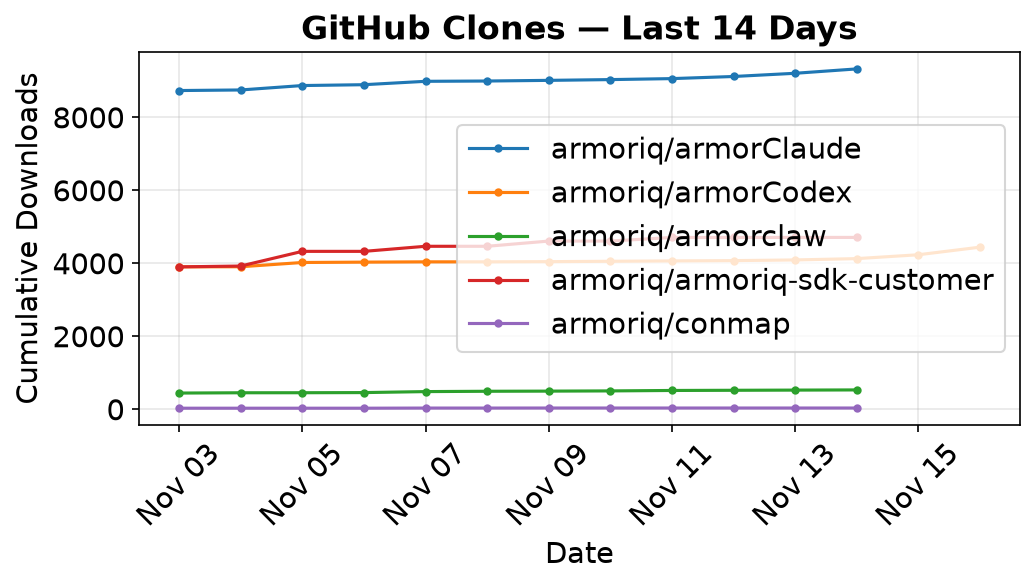 GitHub Clones — Last 14 Days
Cumulative Downloads
8000
6000
4000
2000
0
armoriq/armorClaude
armoriq/armorCodex
armoriq/armorclaw
armoriq/armoriq-sdk-customer
armoriq/conmap
Nov 03
Nov 05
Nov 07
Nov 09
Nov 11
Nov 13
Nov 15
Date